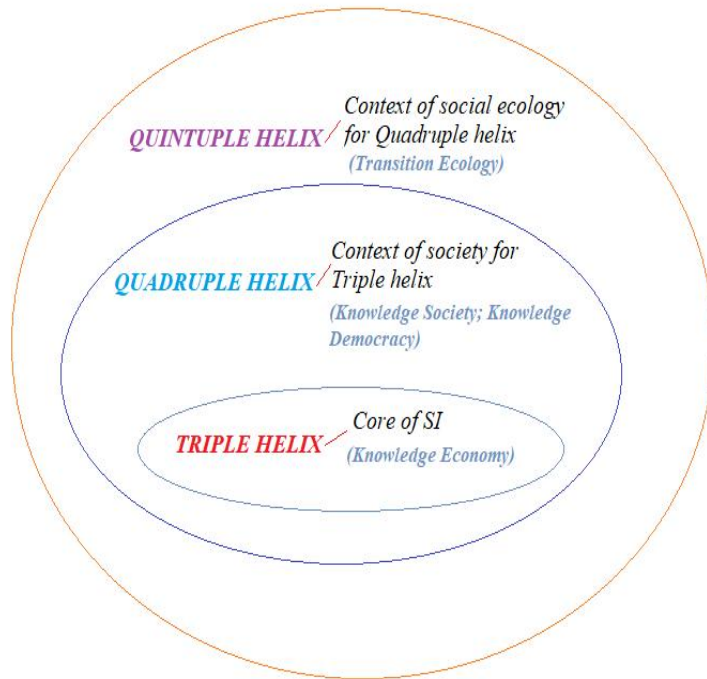 Context of social ecology
QUINTUPLE HELIX for Quadruple helix
(Transition Ecology)
Context of society for
QUADRUPLE HELIX Triple helix
(Knowledge Society; Knowledge
Democracy)
Core of SI
TRIPLE HELIX
(Knowledge Economy)